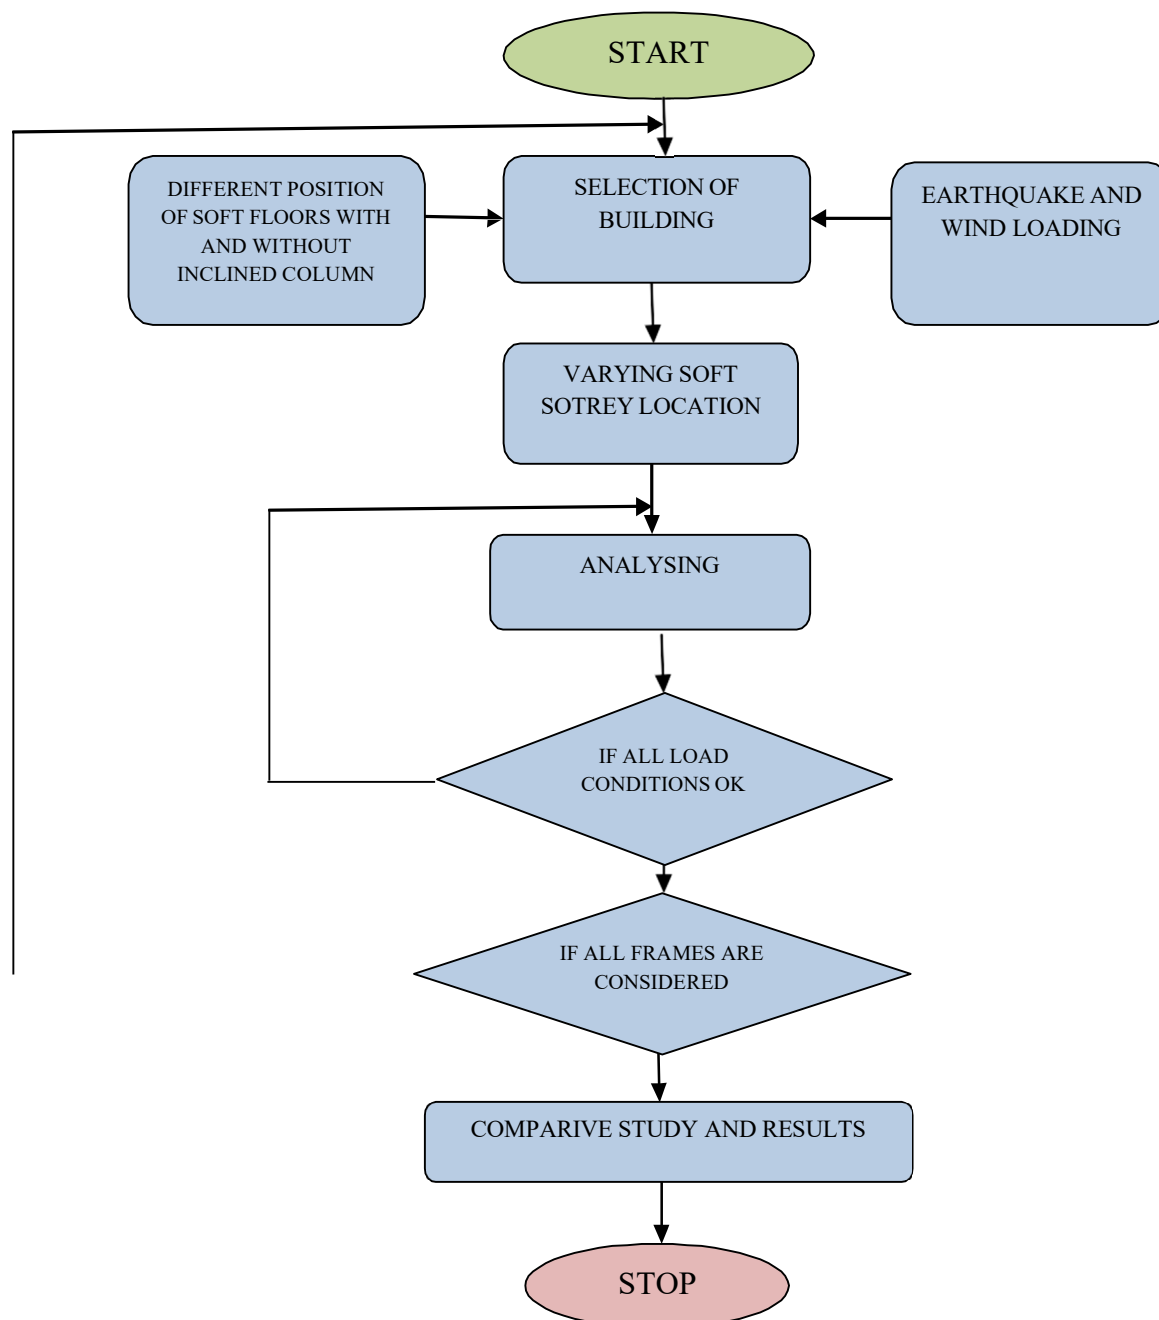 START
DIFFERENT POSITION
OF SOFT FLOORS WITH
AND WITHOUT
INCLINED COLUMN
SELECTION OF
BUILDING
EARTHQUAKE AND
WIND LOADING
VARYING SOFT
SOTREY LOCATION
ANALYSING
IF ALL LOAD
CONDITIONS OK
IF ALL FRAMES ARE
CONSIDERED
COMPARIVE STUDY AND RESULTS
STOP